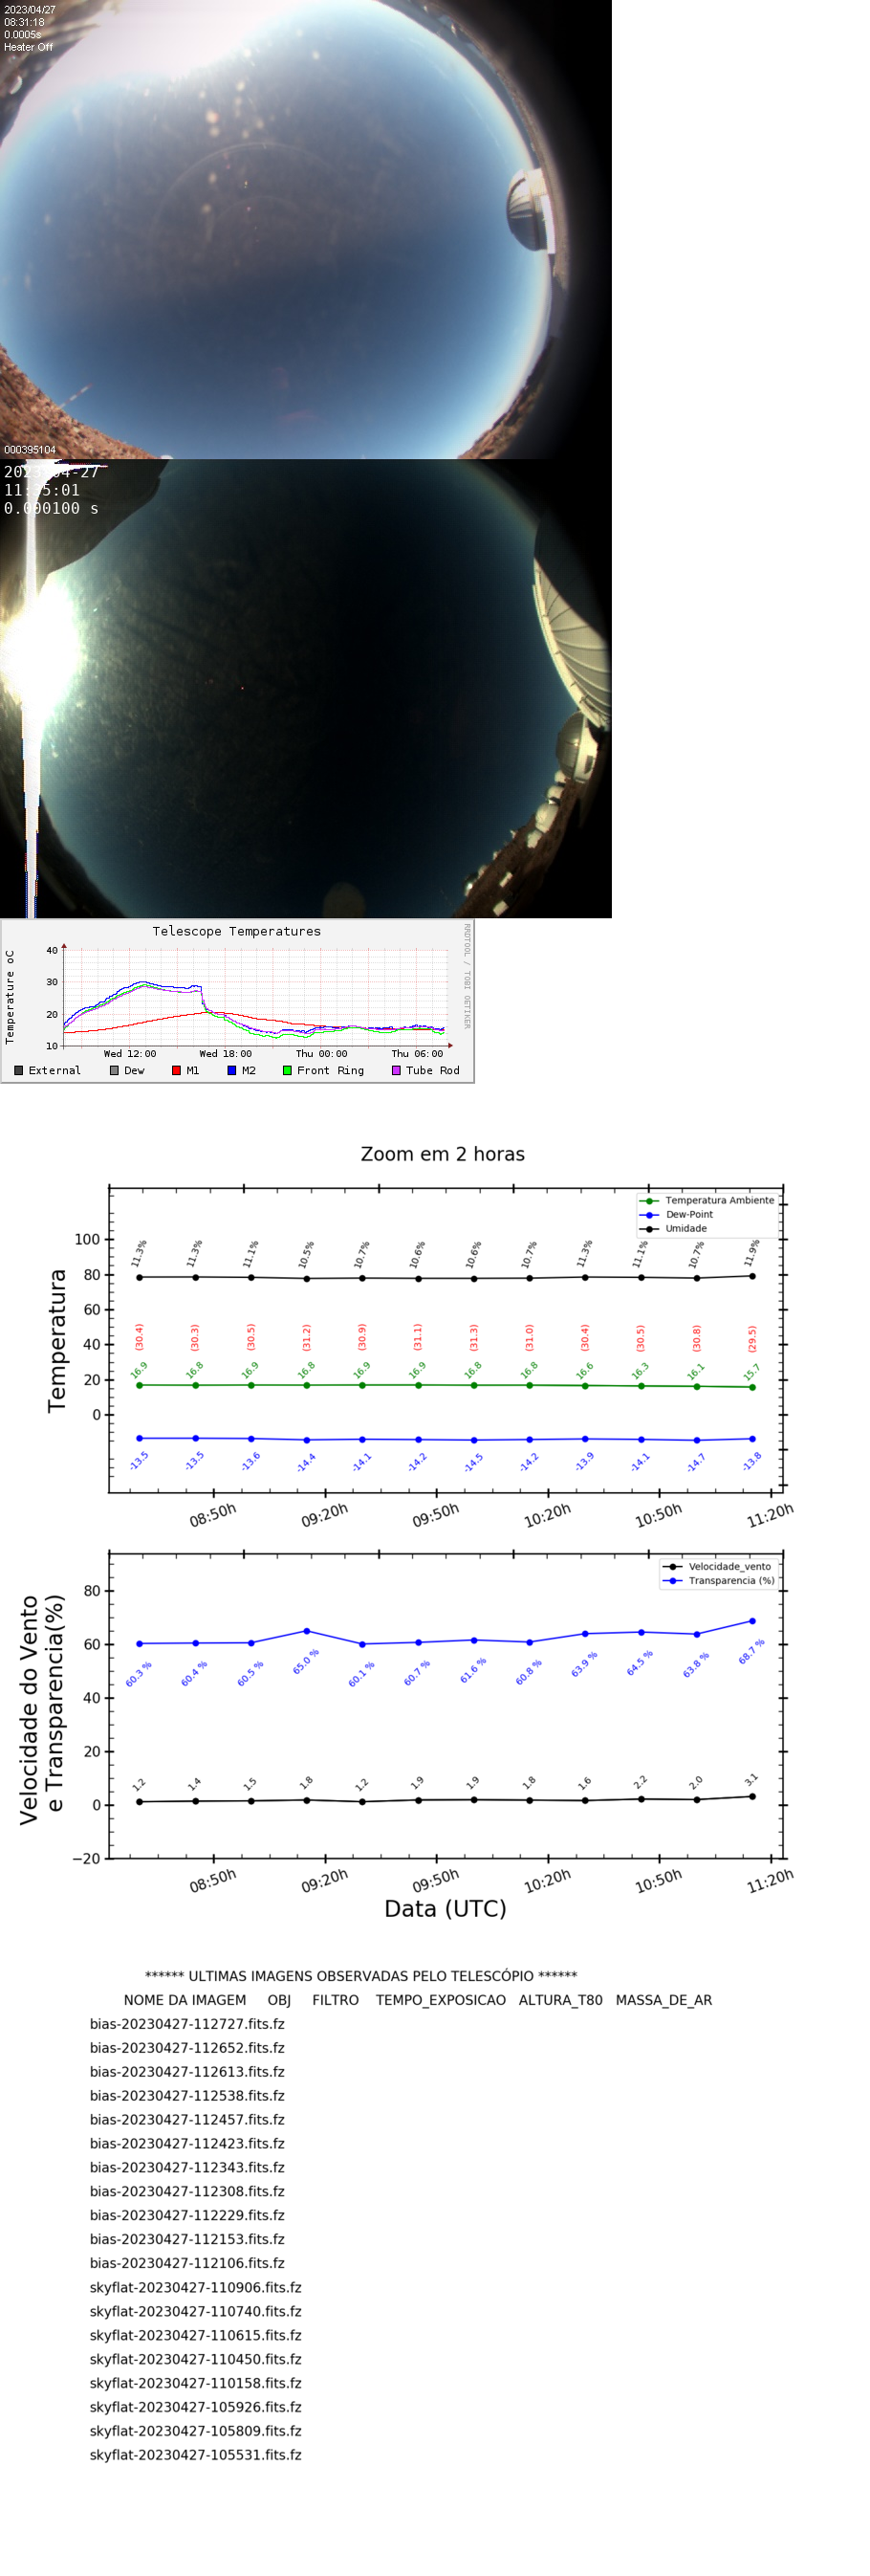 2023/04/27
08:31:18
0.0005s
Heater Off
000395104
2023-04-27
11:35:01
0.000100 s
Telescope Temperatures
Temperature oC
RRDTOOL / TOBI OETIKER
40
30
20
10
Wed 12:00 Wed 18:00 Thu 00:00 Thu 06:00
External Dew M1 M2 Front Ring Tube Rod
Zoom em 2 horas
Temperatura Ambiente
Dew-Point
Umidade
Temperatura
100
80
60
40
20
0
11.3% 11.3% 11.1% 10.5% 10.7% 10.6% 10.6% 10.7% 11.3% 11.1% 10.7% 11.9%
(30.4) (30.3) (30.5) (31.2) (30.9) (31.1) (31.3) (31.0) (30.4) (30.5) (30.8) (29.5)
16.9 16.8 16.9 16.8 16.9 16.9 16.8 16.8 16.6 16.3 16.1 15.7
-13.5 -13.5 -13.6 -14.4 -14.1 -14.2 -14.5 -14.2 -13.9 -14.1 -14.7 -13.8
08:50h 09:20h 09:50h 10:20h 10:50h 11:20h
Velocidade_vento
Transparencia (%)
Velocidade do Vento
e Transparencia(%)
80
60
40
20
0
−20
60.3 % 60.4 % 60.5 % 65.0 % 60.1 % 60.7 % 61.6 % 60.8 % 63.9 % 64.5 % 63.8 % 68.7 %
1.2 1.4 1.5 1.8 1.2 1.9 1.9 1.8 1.6 2.2 2.0 3.1
08:50h 09:20h 09:50h 10:20h 10:50h 11:20h
Data (UTC)
****** ULTIMAS IMAGENS OBSERVADAS PELO TELESCÓPIO ******
NOME DA IMAGEM OBJ FILTRO TEMPO_EXPOSICAO ALTURA_T80 MASSA_DE_AR
bias-20230427-112727.fits.fz
bias-20230427-112652.fits.fz
bias-20230427-112613.fits.fz
bias-20230427-112538.fits.fz
bias-20230427-112457.fits.fz
bias-20230427-112423.fits.fz
bias-20230427-112343.fits.fz
bias-20230427-112308.fits.fz
bias-20230427-112229.fits.fz
bias-20230427-112153.fits.fz
bias-20230427-112106.fits.fz
skyflat-20230427-110906.fits.fz
skyflat-20230427-110740.fits.fz
skyflat-20230427-110615.fits.fz
skyflat-20230427-110450.fits.fz
skyflat-20230427-110158.fits.fz
skyflat-20230427-105926.fits.fz
skyflat-20230427-105809.fits.fz
skyflat-20230427-105531.fits.fz